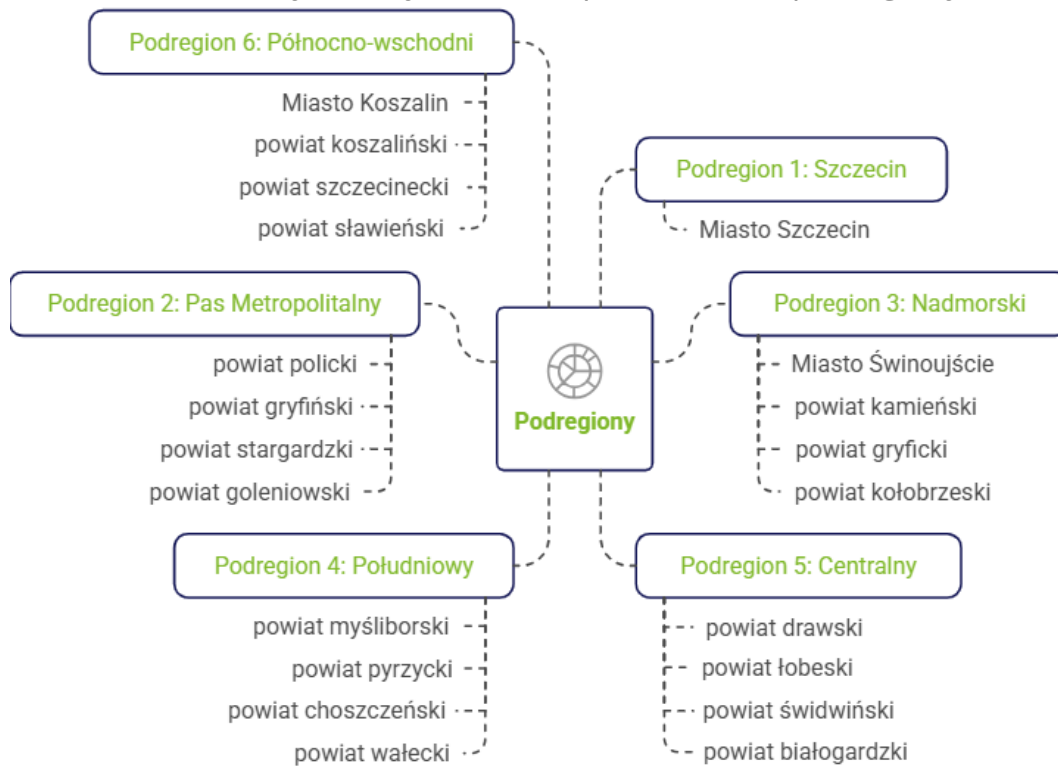 Podregion 6: Północno-wschodni
Miasto Koszalin
powiat koszaliński
powiat szczecinecki
powiat sławieński
Podregion 1: Szczecin
Miasto Szczecin
Podregion 2: Pas Metropolitalny
powiat policki
powiat gryfiński
powiat stargardzki
powiat goleniowski
Podregion 3: Nadmorski
Miasto Świnoujście
powiat kamieński
powiat gryficki
powiat kołobrzeski
Podregiony
Podregion 4: Południowy
powiat myśliborski
powiat pyrzycki
powiat choszczeński
powiat wałecki
Podregion 5: Centralny
powiat drawski
powiat łobeski
powiat świdwiński
powiat białogardzki